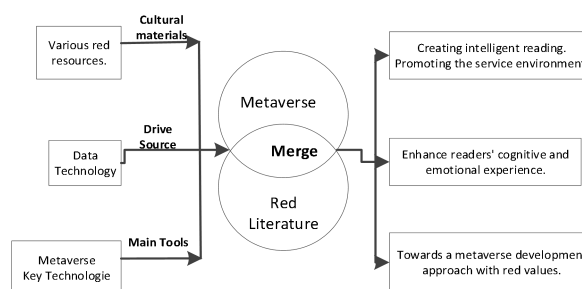 Cultural
materials
Various red
resources.
Drive
Source
Data
Technology
Main Tools
Metaverse
Key Technologie
Metaverse
Merge
Red
Literature
Creating intelligent reading.
Promoting the service environment
Enhance readers' cognitive and
emotional experience.
Towards a metaverse developmen
approach with red values.